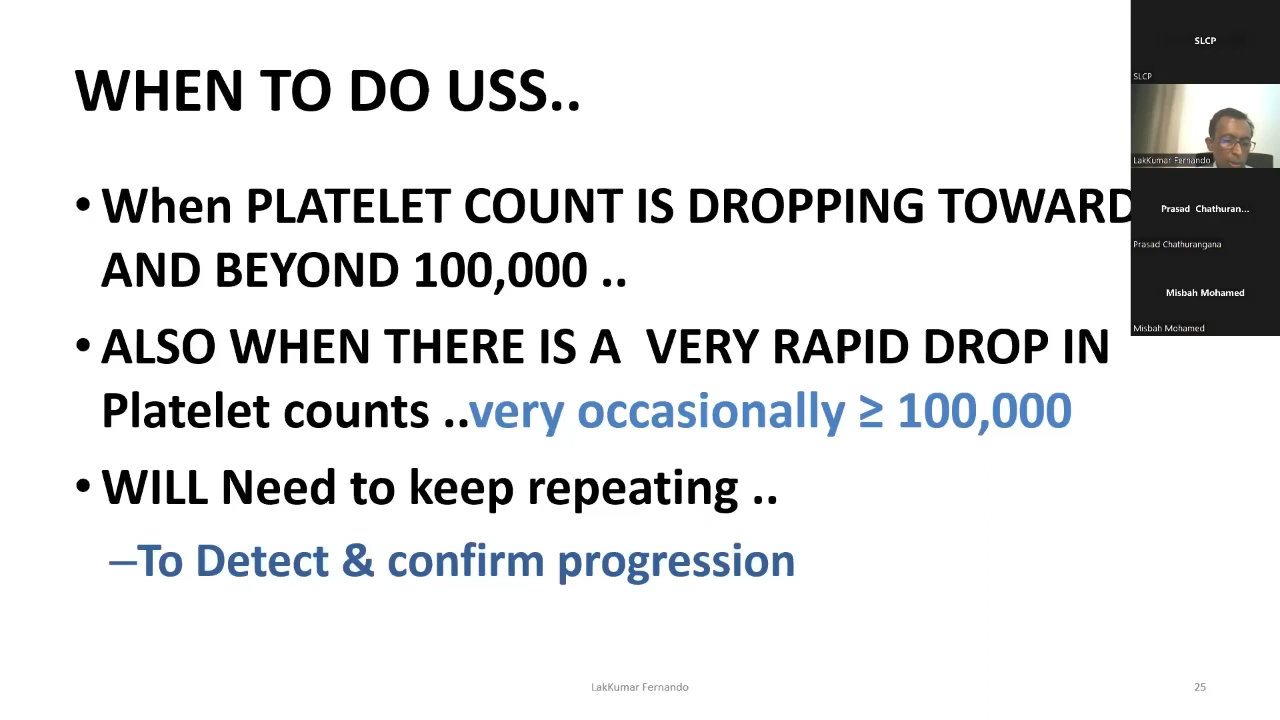 WHEN TO DO USS..
• When PLATELET COUNT IS DROPPING TOWARD
AND BEYOND 100,000 ..
• ALSO WHEN THERE IS A VERY RAPID DROP IN
Platelet counts ..very occasionally ≥ 100,000
• WILL Need to keep repeating ..
–To Detect & confirm progression
LakKumar Fernando
25
SLCP
SLCP
LakKumar Fernando
Prasad Chathuran...
Prasad Chathurangana
Misbah Mohamed
Misbah Mohamed